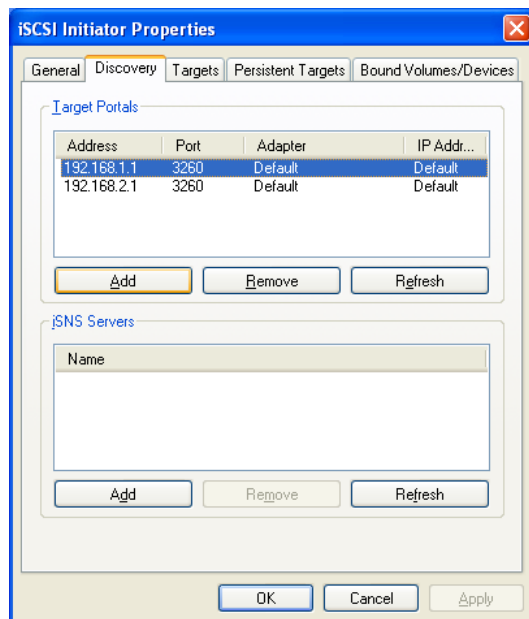 iSCSI Initiator Properties
General Discovery Targets Persistent Targets Bound Volumes/Devices
Target Portals
Address Port Adapter IP Addr...
192.168.1.1 3260 Default Default
192.168.2.1 3260 Default Default
Add Remove Refresh
iSNS Servers
Name
Add Remove Refresh
OK Cancel Apply